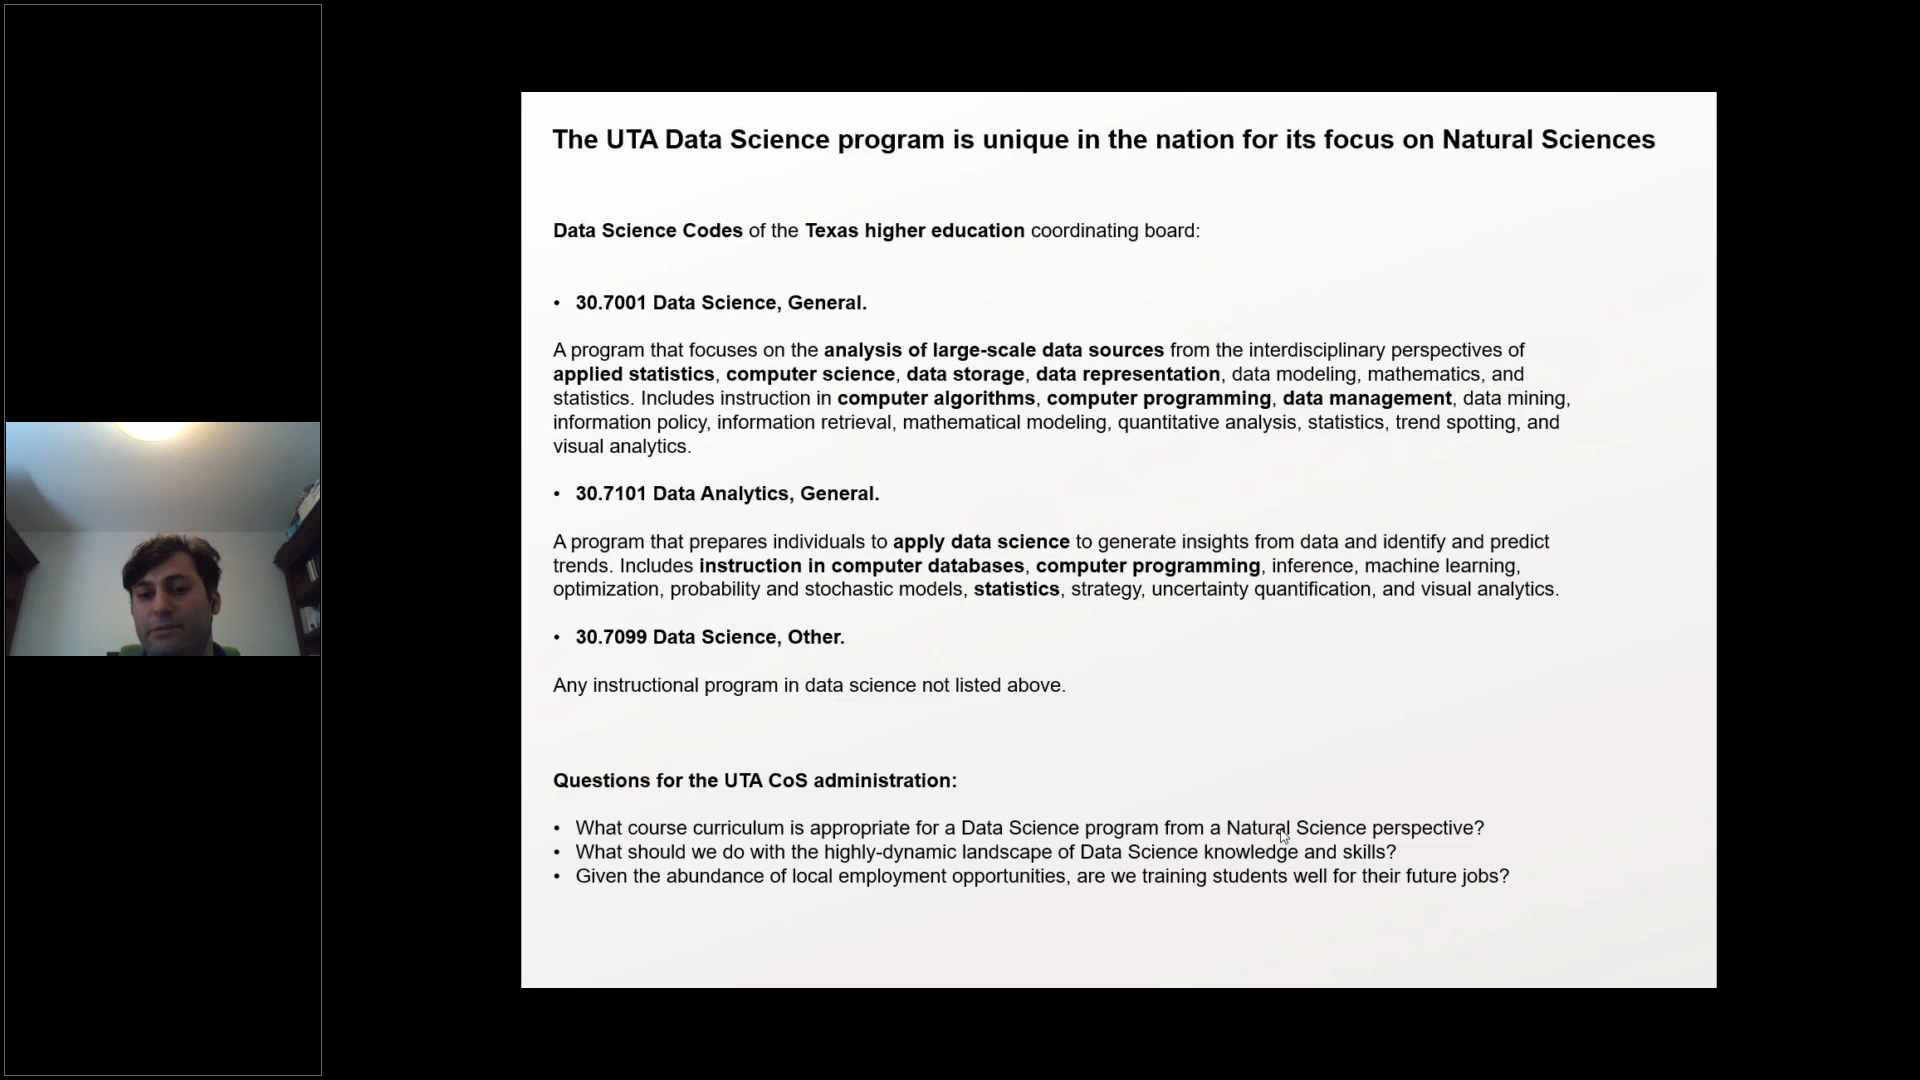 The UTA Data Science program is unique in the nation for its focus on Natural Sciences
Data Science Codes of the Texas higher education coordinating board:
• 30.7001 Data Science, General.
A program that focuses on the analysis of large-scale data sources from the interdisciplinary perspectives of
applied statistics, computer science, data storage, data representation, data modeling, mathematics, and
statistics. Includes instruction in computer algorithms, computer programming, data management, data mining,
information policy, information retrieval, mathematical modeling, quantitative analysis, statistics, trend spotting, and
visual analytics.
• 30.7101 Data Analytics, General.
A program that prepares individuals to apply data science to generate insights from data and identify and predict
trends. Includes instruction in computer databases, computer programming, inference, machine learning,
optimization, probability and stochastic models, statistics, strategy, uncertainty quantification, and visual analytics.
• 30.7099 Data Science, Other.
Any instructional program in data science not listed above.
Questions for the UTA CoS administration:
• What course curriculum is appropriate for a Data Science program from a Natural Science perspective?
• What should we do with the highly-dynamic landscape of Data Science knowledge and skills?
• Given the abundance of local employment opportunities, are we training students well for their future jobs?